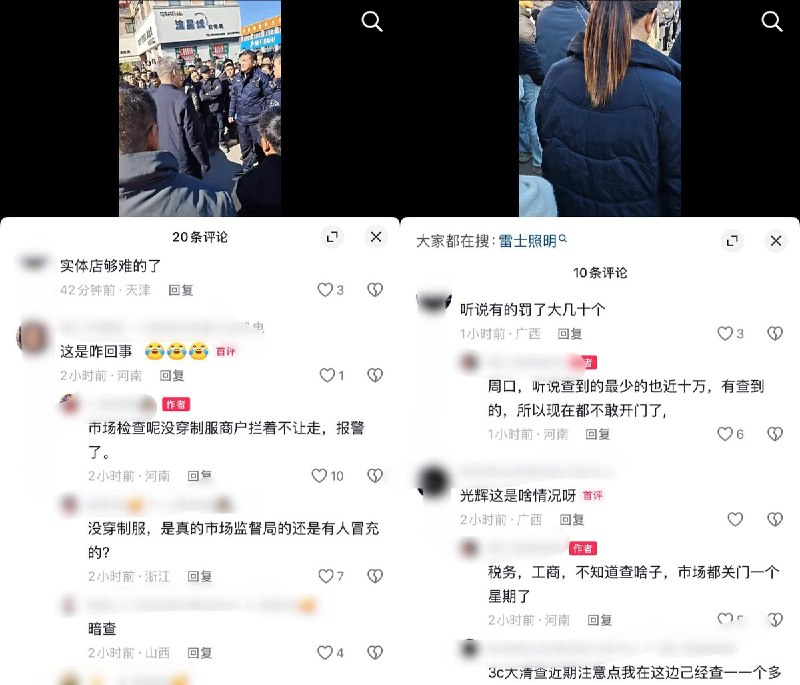 20条评论
实体店够难的了
42分钟前·天津 回复 3
这是咋回事 😂😂😂 首评
2小时前·河南 回复 1
作者
市场检查呢没穿制服商户拦着不让走，报警
了。
2小时前·河南 回复 10
没穿制服，是真的市场监督局的还是有人冒充
的？
2小时前·浙江 回复 7
暗查
2小时前·山西 回复 4
大家都在搜：雷士照明
10条评论
听说有的罚了大几十个
1小时前·广西 回复 3
周口，听说查到的最少的也近十万，有查到
的，所以现在都不敢开门了，
1小时前·河南 回复 6
光辉这是啥情况呀 首评
2小时前·广西 回复
作者
税务，工商，不知道查啥子，市场都关门一个
星期了
2小时前·河南 回复 5
3c大清查近期注意点我在这边己经查一一个多